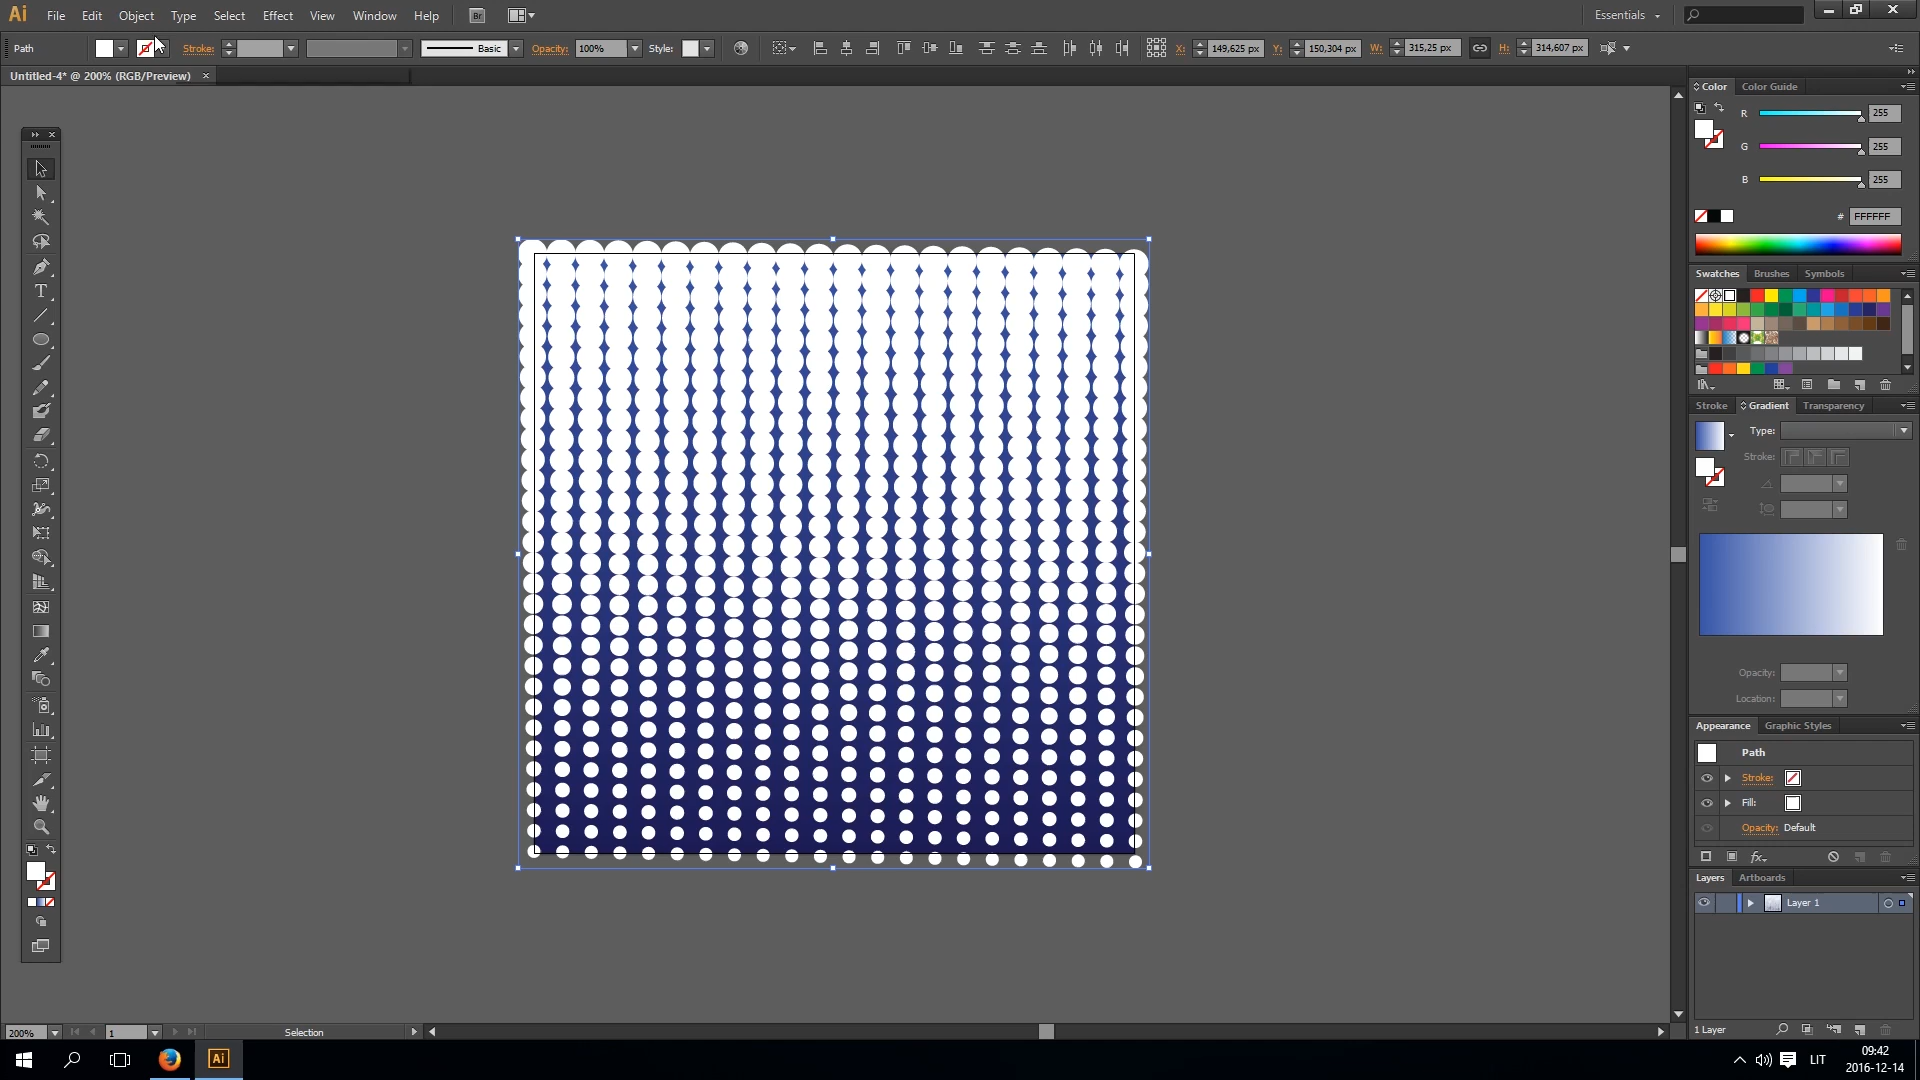 Ai File Edit Object Type Select Effect View Window Help Br Essentials
Path Stroke: Basic Opacity: 100% Style: X: 149,625 px Y: 150,304 px W: 315,25 px H: 314,607 px
Untitled-4* @ 200% (RGB/Preview) ×
Color Color Guide
R 255
G 255
B 255
# FFFFFF
Swatches Brushes Symbols
Stroke Gradient Transparency
Type:
Stroke:
Opacity:
Location:
Appearance Graphic Styles
Path
Stroke:
Fill:
Opacity: Default
fx
Layers Artboards
Layer 1
1 Layer
200% 1 Selection
Ai LIT 09:42
2016-12-14